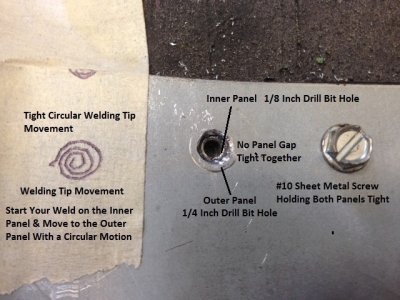 Inner Panel 1/8 Inch Drill Bit Hole
Tight Circular Welding Tip
Movement
No Panel Gap
Tight Together
Welding Tip Movement
#10 Sheet Metal Screw
Holding Both Panels Tight
Outer Panel
1/4 Inch Drill Bit Hole
Start Your Weld on the Inner
Panel & Move to the Outer
Panel With a Circular Motion